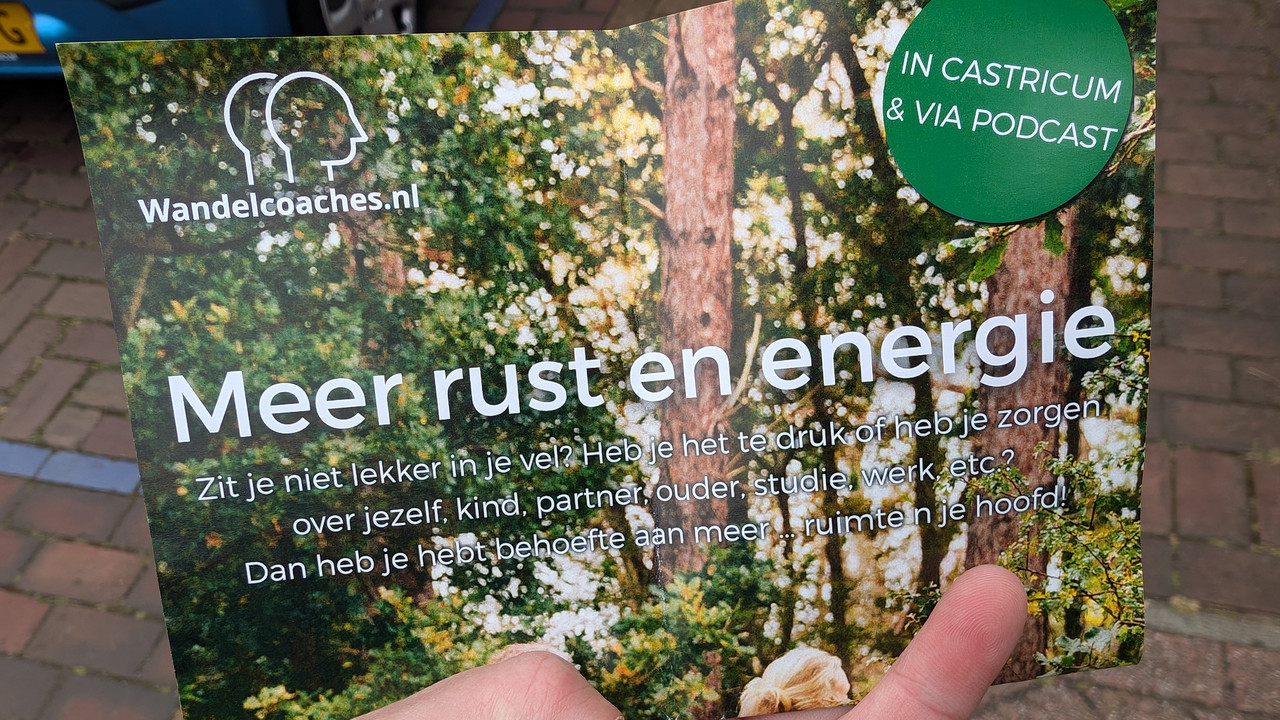 Wandelcoaches.nl
IN CASTRICUM
& VIA PODCAST
Meer rust en energie
Zit je niet lekker in je vel? Heb je het te druk of heb je zorgen
over jezelf, kind, partner, ouder, studie, werk, etc.?
Dan heb je hebt behoefte aan meer ... ruimte n je hoofd!